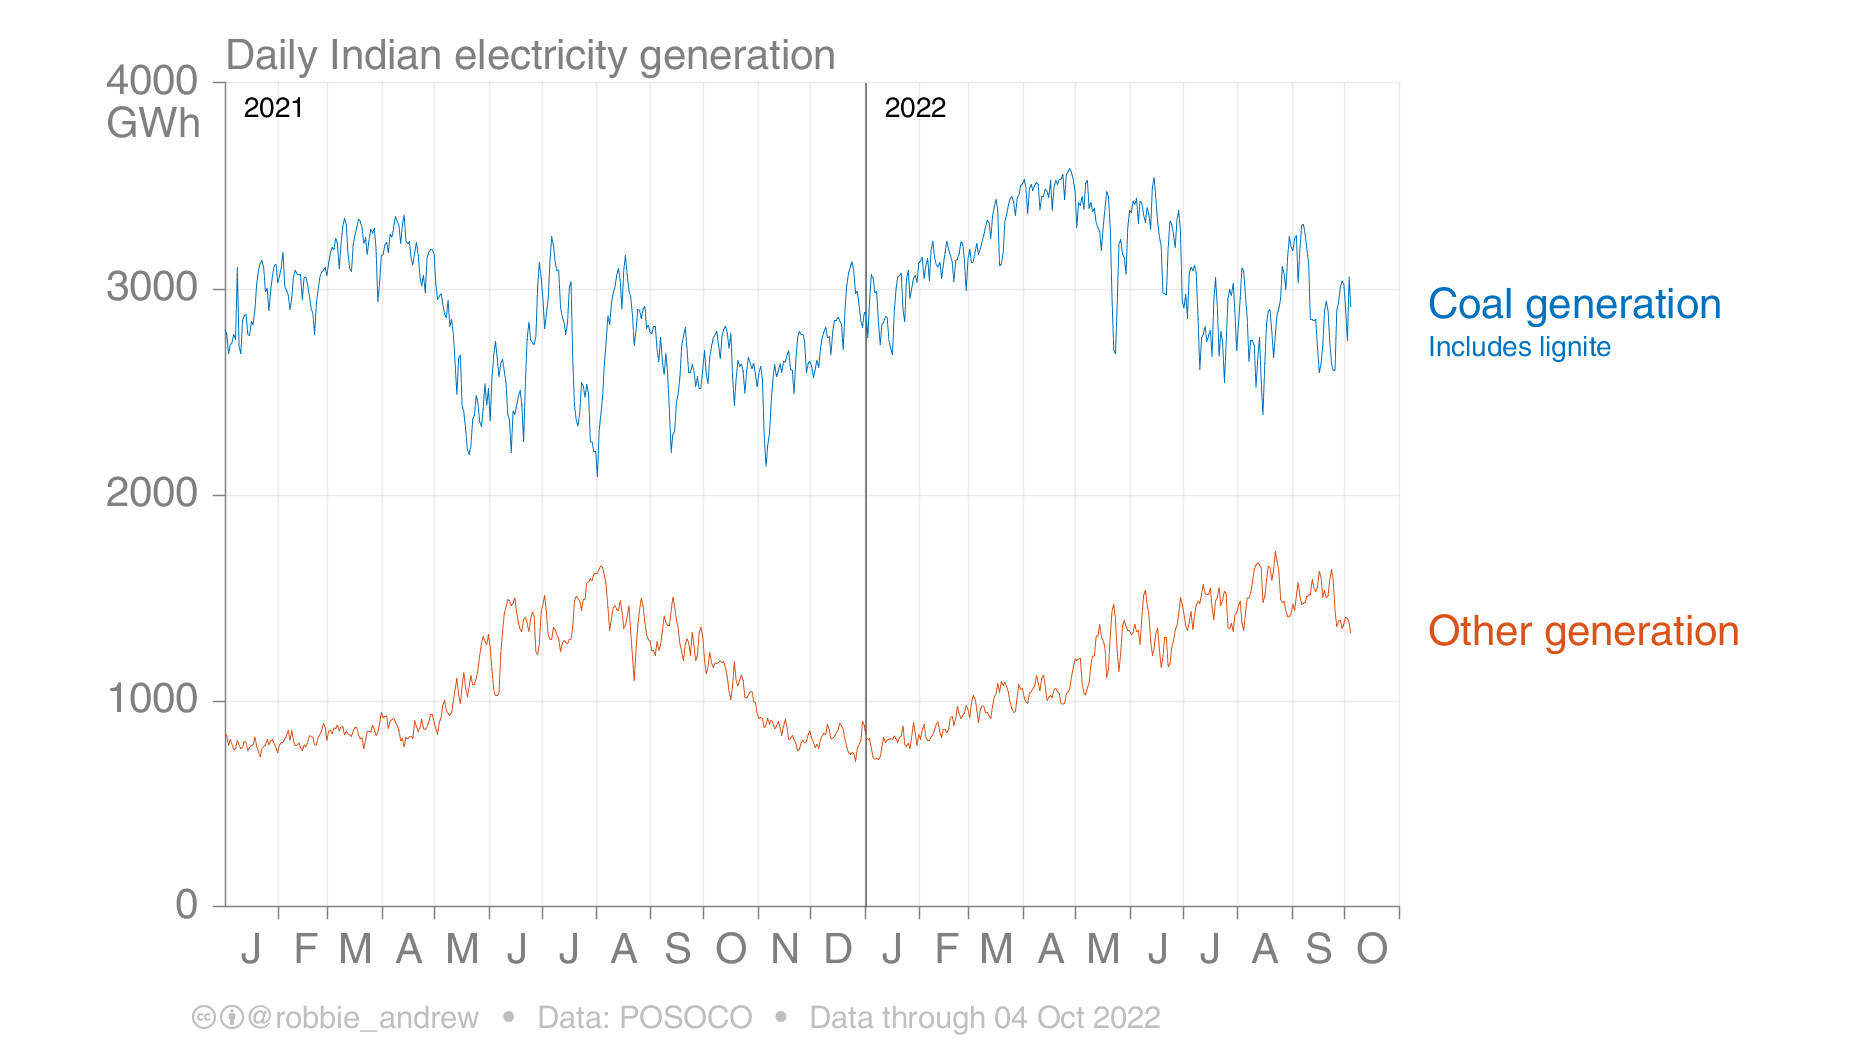 Daily Indian electricity generation
4000
GWh
2021
2022
3000
Coal generation
Includes lignite
2000
Other generation
1000
0
J F M A M J J A S O N D J F M A M J J A S O
@robbie_andrew • Data: POSOCO • Data through 04 Oct 2022